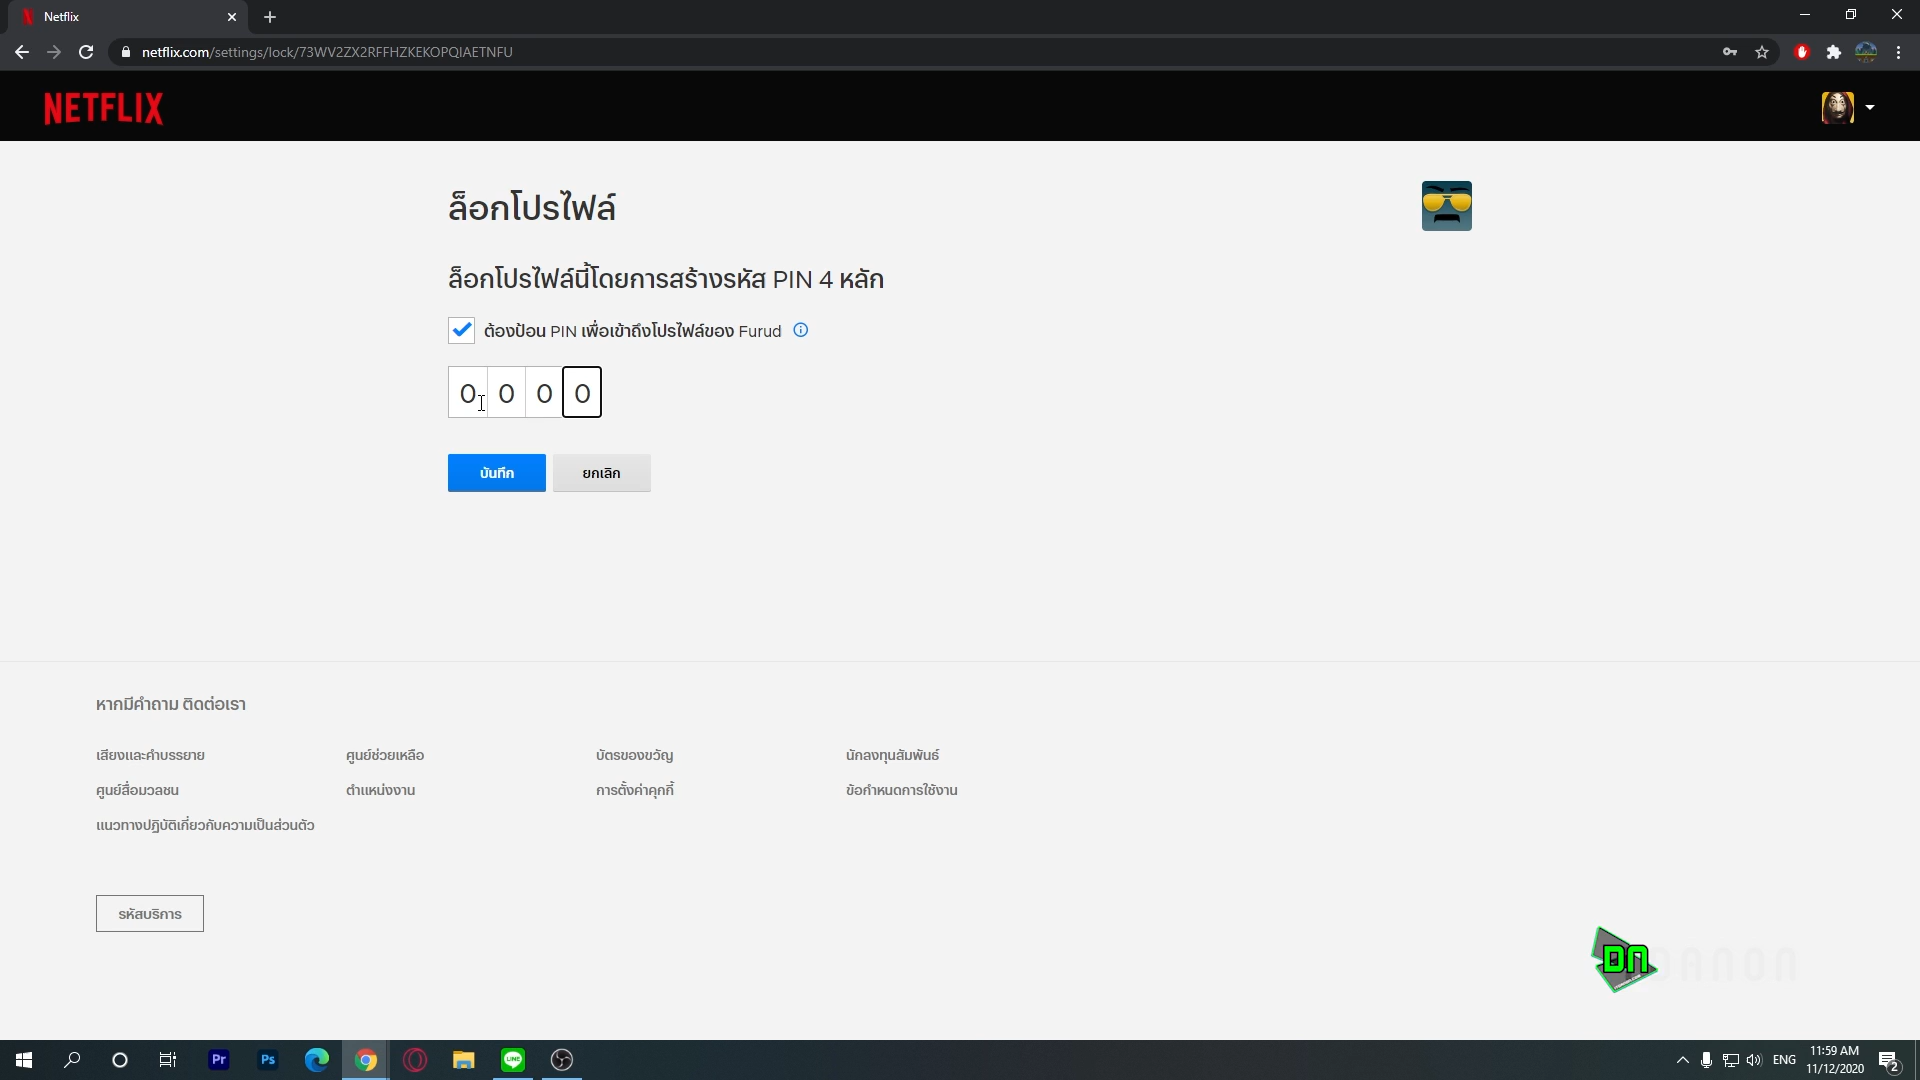 Netflix
netflix.com/settings/lock/73WV2ZX2RFFHZKEKOPQIAETNFU
NETFLIX
ล็อกโปรไฟล์
ล็อกโปรไฟล์นี้โดยการสร้างรหัส PIN 4 หลัก
ต้องป้อน PIN เพื่อเข้าถึงโปรไฟล์ของ Furud
0 0 0 0
บันทึก ยกเลิก
หากมีคำถาม ติดต่อเรา
เสียงและคำบรรยาย ศูนย์ช่วยเหลือ บัตรของขวัญ นักลงทุนสัมพันธ์
ศูนย์สื่อมวลชน ตำแหน่งงาน การตั้งค่าคุกกี้ ข้อกำหนดการใช้งาน
แนวทางปฏิบัติเกี่ยวกับความเป็นส่วนตัว
รหัสบริการ
DN DANON
Pr Ps LINE ENG 11:59 AM
11/12/2020 2